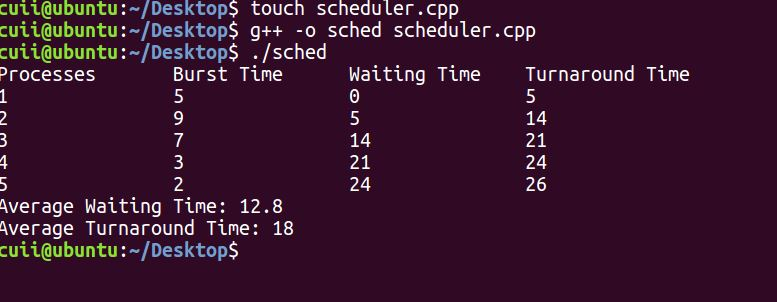 cuii@ubuntu:~/Desktop$ touch scheduler.cpp
cuii@ubuntu:~/Desktop$ g++ -o sched scheduler.cpp
cuii@ubuntu:~/Desktop$ ./sched
Processes Burst Time Waiting Time Turnaround Time
1 5 0 5
2 9 5 14
3 7 14 21
4 3 21 24
5 2 24 26
Average Waiting Time: 12.8
Average Turnaround Time: 18
cuii@ubuntu:~/Desktop$